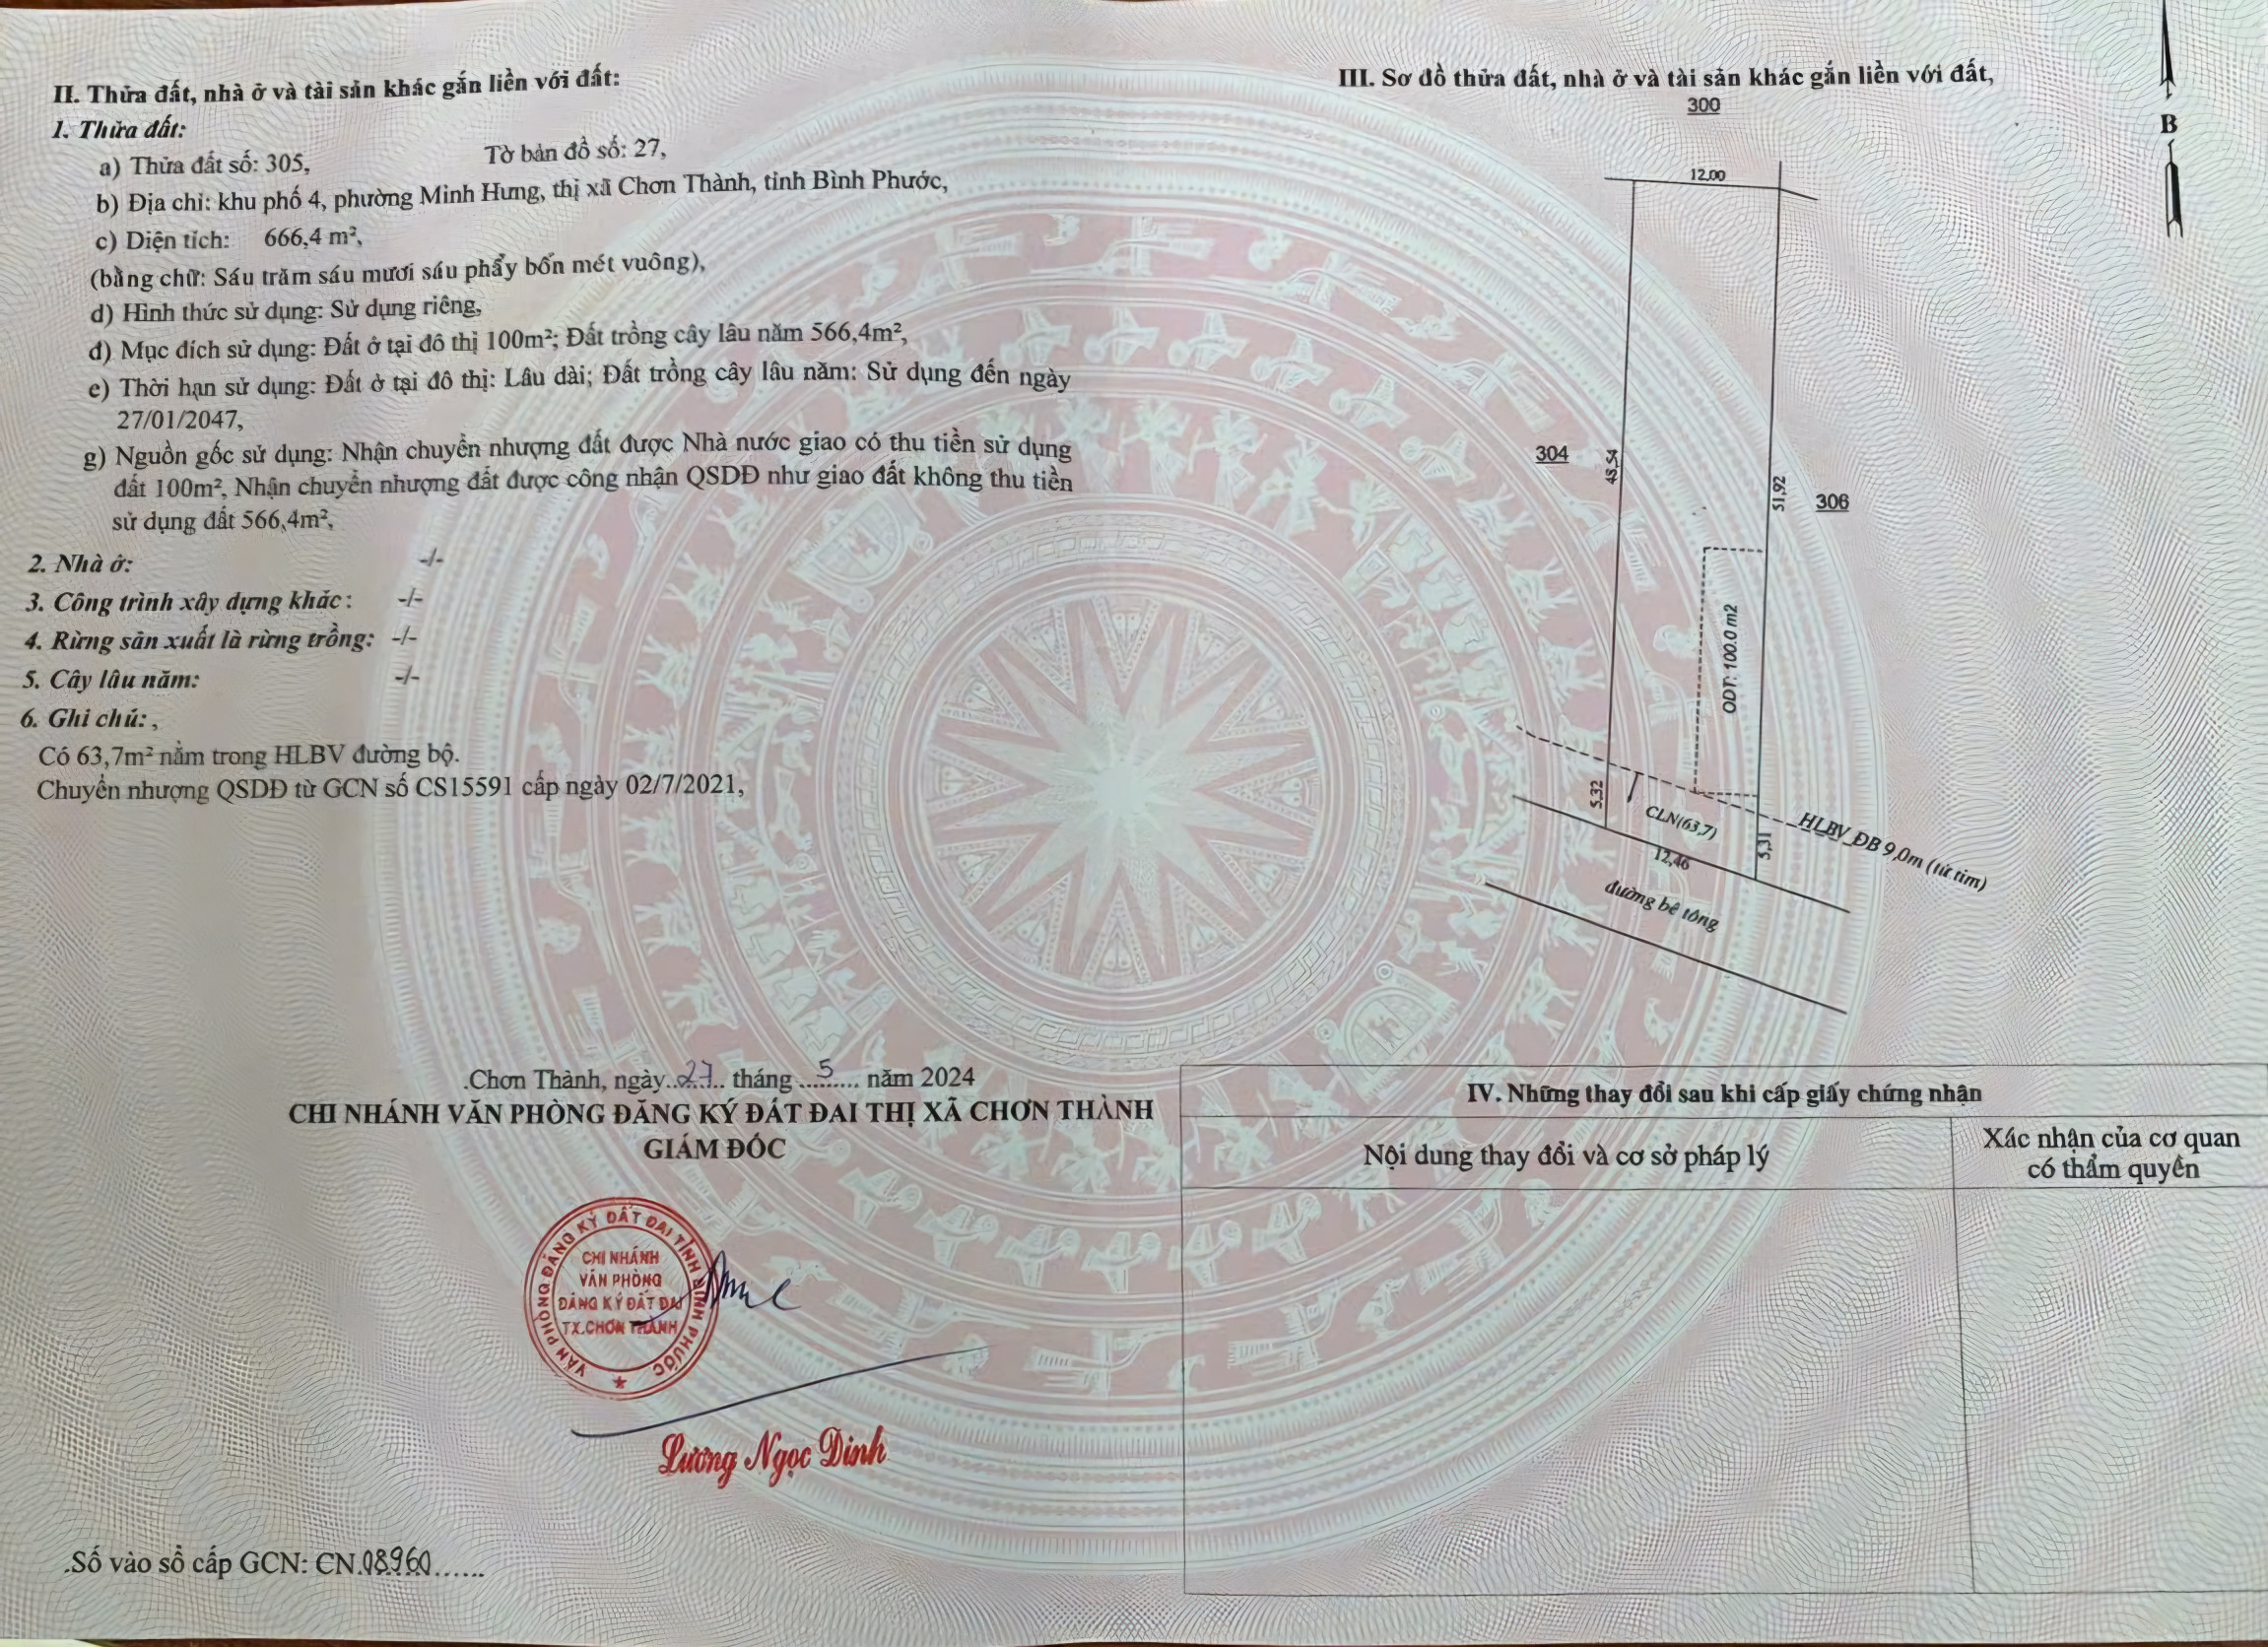 II. Thửa đất, nhà ở và tài sản khác gắn liền với đất:
1. Thửa đất:
a) Thửa đất số: 305, Tờ bản đồ số: 27,
b) Địa chỉ: khu phố 4, phường Minh Hưng, thị xã Chơn Thành, tỉnh Bình Phước,
c) Diện tích: 666,4 m²,
(bằng chữ: Sáu trăm sáu mươi sáu phẩy bốn mét vuông),
d) Hình thức sử dụng: Sử dụng riêng,
đ) Mục đích sử dụng: Đất ở tại đô thị 100m²; Đất trồng cây lâu năm 566,4m²,
e) Thời hạn sử dụng: Đất ở tại đô thị: Lâu dài; Đất trồng cây lâu năm: Sử dụng đến ngày
27/01/2047,
g) Nguồn gốc sử dụng: Nhận chuyển nhượng đất được Nhà nước giao có thu tiền sử dụng
đất 100m², Nhận chuyển nhượng đất được công nhận QSDĐ như giao đất không thu tiền
sử dụng đất 566,4m²,
2. Nhà ở: -/-
3. Công trình xây dựng khác: -/-
4. Rừng sản xuất là rừng trồng: -/-
5. Cây lâu năm: -/-
6. Ghi chú: ,
Có 63,7m² nằm trong HLBV đường bộ.
Chuyển nhượng QSDĐ từ GCN số CS15591 cấp ngày 02/7/2021,
.Chơn Thành, ngày..27.. tháng ...5...... năm 2024
CHI NHÁNH VĂN PHÒNG ĐĂNG KÝ ĐẤT ĐAI THỊ XÃ CHƠN THÀNH
GIÁM ĐỐC
VĂN PHÒNG ĐĂNG KÝ ĐẤT ĐAI TỈNH BÌNH PHƯỚC
CHI NHÁNH
VĂN PHÒNG
ĐĂNG KÝ ĐẤT ĐAI
TX.CHƠN THÀNH
Lương Ngọc Dinh
.Số vào sổ cấp GCN: CN.08960......
III. Sơ đồ thửa đất, nhà ở và tài sản khác gắn liền với đất,
300
B
12.00
304
48,54
51,92
306
ODT: 100.0 m2
5,32
CLN(63,7)
5,31
HLBV_ĐB 9,0m (từ tim)
12,46
đường bê tông
IV. Những thay đổi sau khi cấp giấy chứng nhận
Nội dung thay đổi và cơ sở pháp lý
Xác nhận của cơ quan
có thẩm quyền